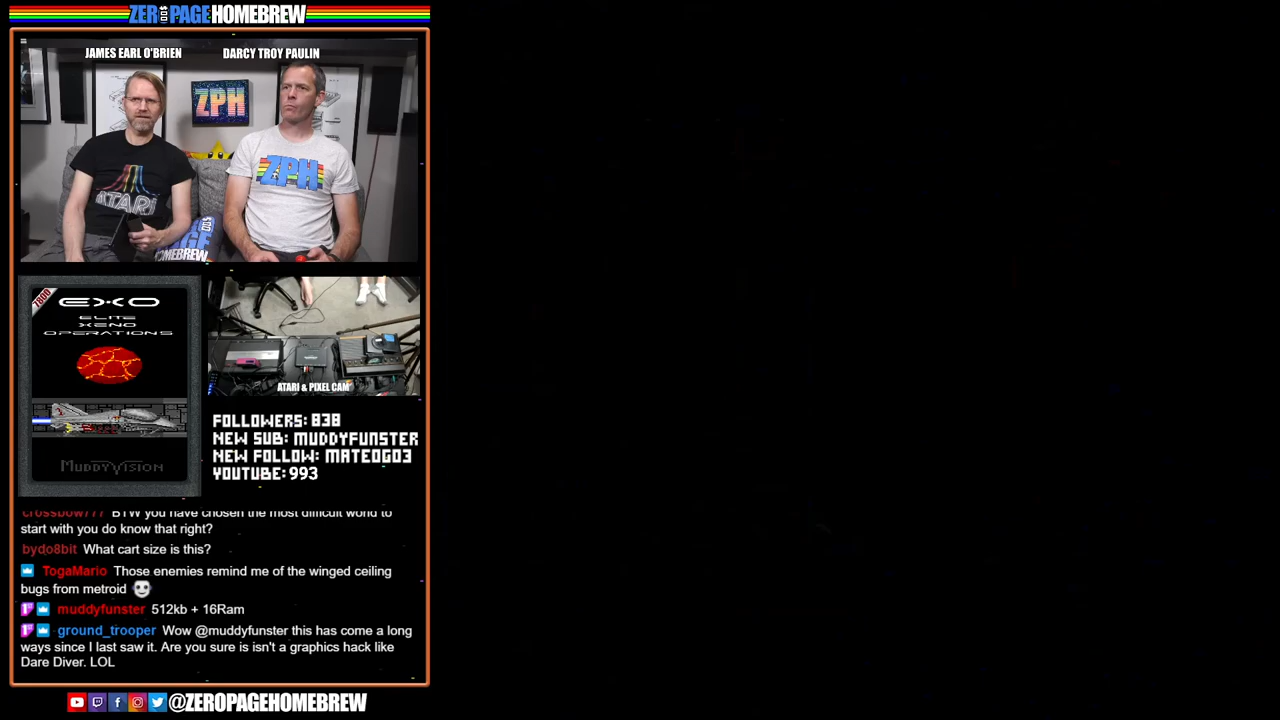 ZEROPAGEHOMEBREW
JAMES EARL O'BRIEN
DARCY TROY PAULIN
ZPH
ATARI
ZPH
PAGE
HOMEBREW
7800
EXO
ELITE
XENO
OPERATIONS
MUDDYVISION
ATARI & PIXEL CAM
FOLLOWERS: 838
NEW SUB: MUDDYFUNSTER
NEW FOLLOW: MATEOGO3
YOUTUBE: 993
crossbow777 BTW you have chosen the most difficult world to
start with you do know that right?
bydo8bit What cart size is this?
TogaMario Those enemies remind me of the winged ceiling
bugs from metroid
muddyfunster 512kb + 16Ram
ground_trooper Wow @muddyfunster this has come a long
ways since I last saw it. Are you sure is isn't a graphics hack like
Dare Diver. LOL
@ZEROPAGEHOMEBREW